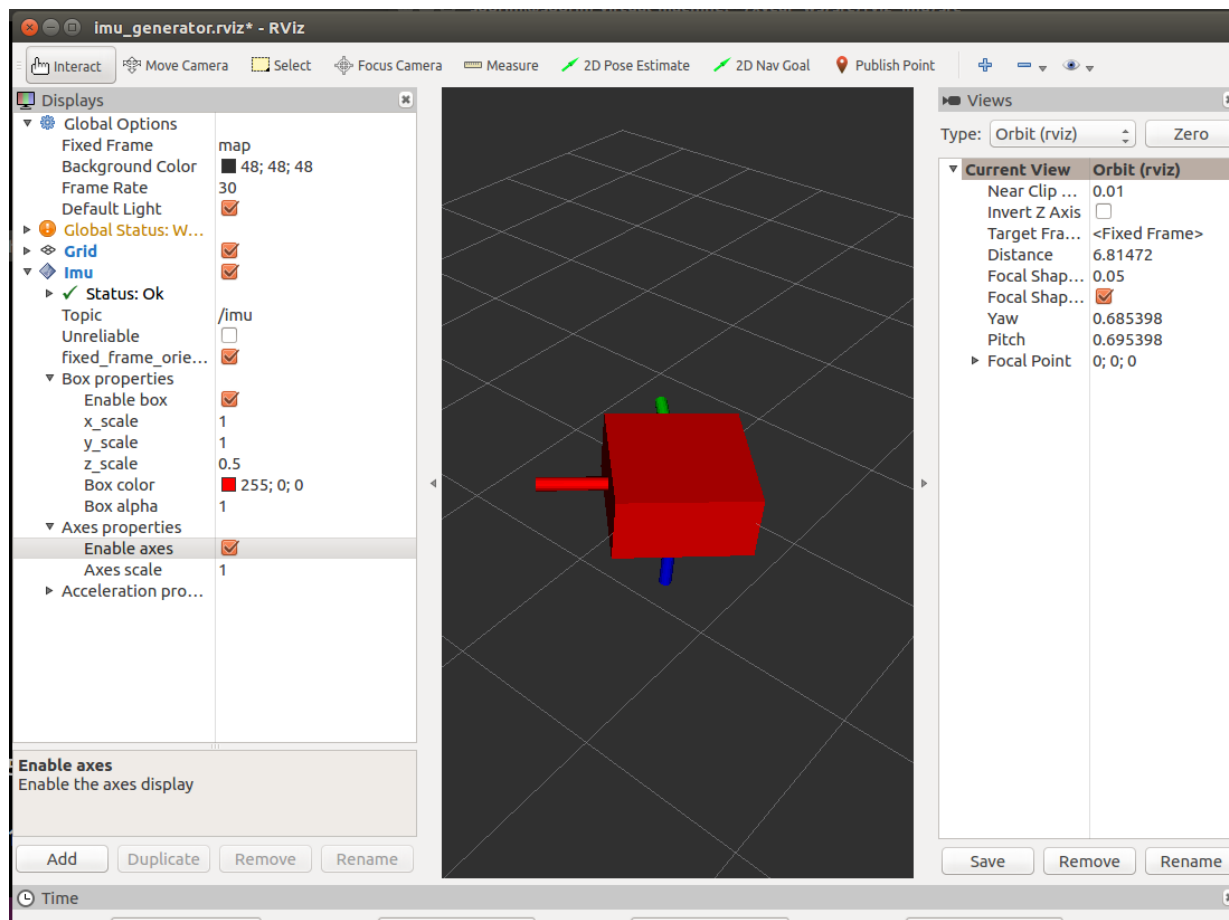 imu_generator.rviz* - RViz
Interact Move Camera Select Focus Camera Measure 2D Pose Estimate 2D Nav Goal Publish Point
Displays
Global Options
Fixed Frame map
Background Color 48; 48; 48
Frame Rate 30
Default Light
Global Status: W...
Grid
Imu
Status: Ok
Topic /imu
Unreliable
fixed_frame_orie...
Box properties
Enable box
x_scale 1
y_scale 1
z_scale 0.5
Box color 255; 0; 0
Box alpha 1
Axes properties
Enable axes
Axes scale 1
Acceleration pro...
Enable axes
Enable the axes display
Add Duplicate Remove Rename
Views
Type: Orbit (rviz) Zero
Current View Orbit (rviz)
Near Clip ... 0.01
Invert Z Axis
Target Fra... <Fixed Frame>
Distance 6.81472
Focal Shap... 0.05
Focal Shap...
Yaw 0.685398
Pitch 0.695398
Focal Point 0; 0; 0
Save Remove Rename
Time